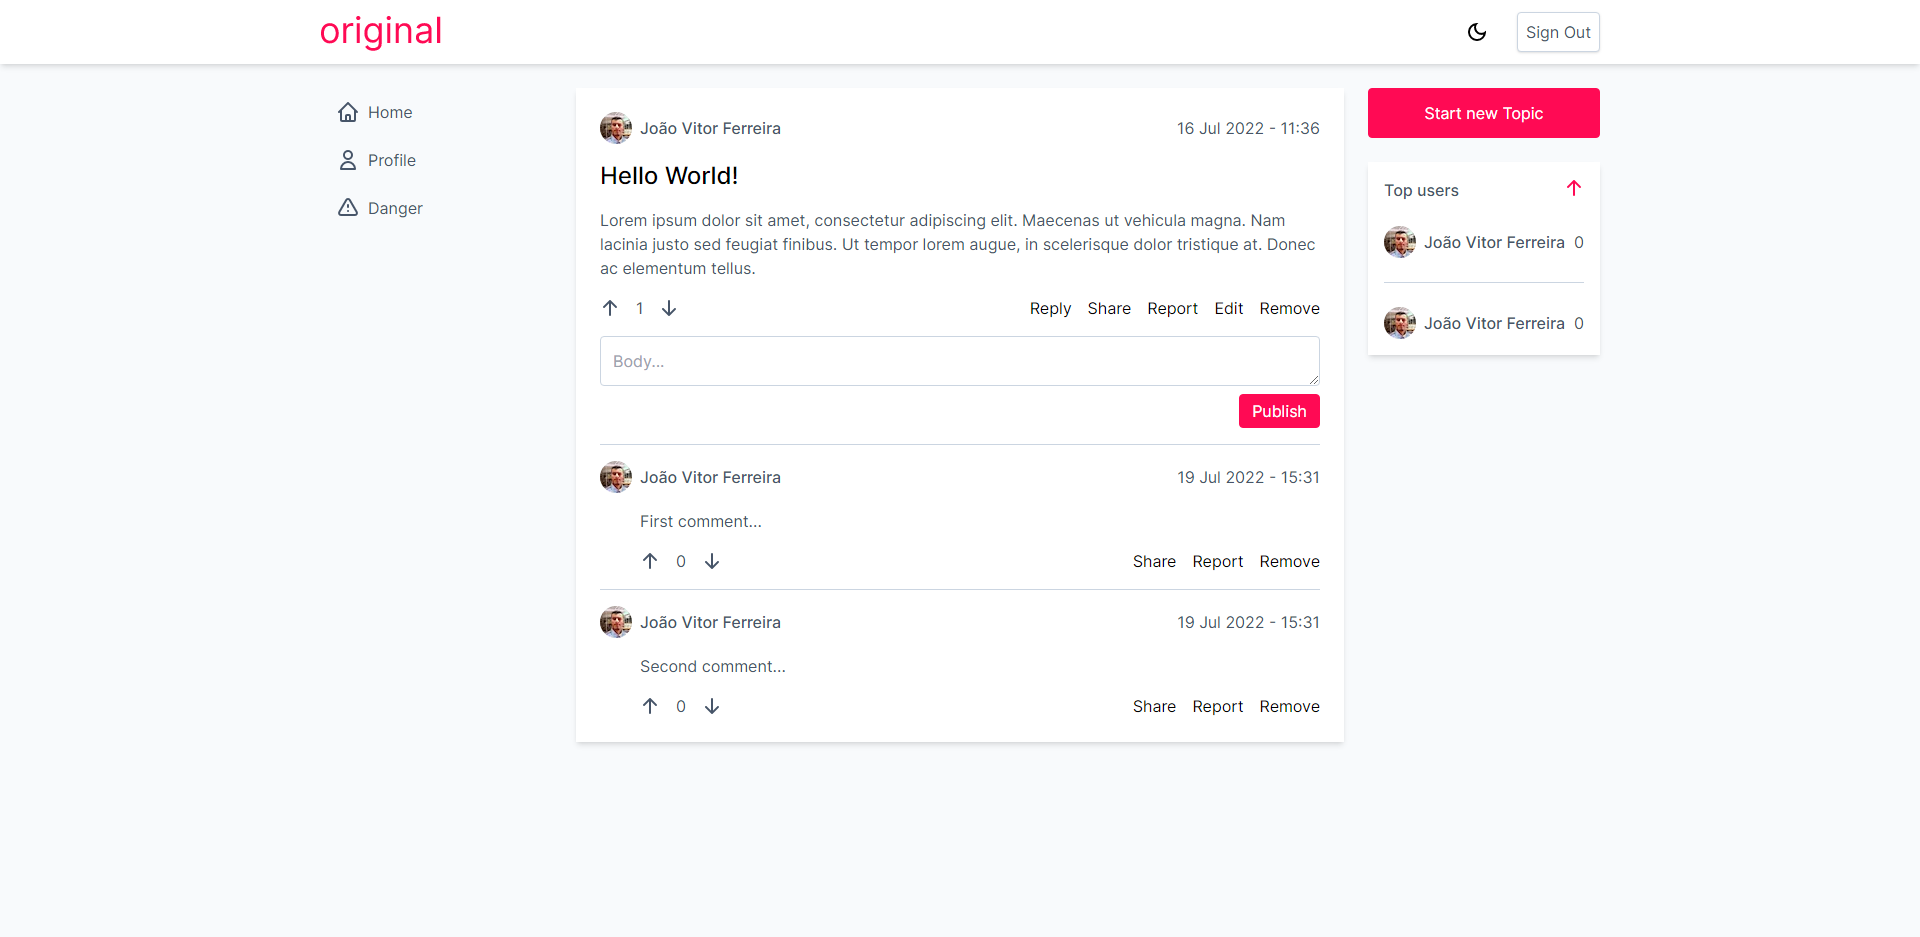 original
Sign Out
Home
Profile
Danger
João Vitor Ferreira
16 Jul 2022 - 11:36
Hello World!
Lorem ipsum dolor sit amet, consectetur adipiscing elit. Maecenas ut vehicula magna. Nam
lacinia justo sed feugiat finibus. Ut tempor lorem augue, in scelerisque dolor tristique at. Donec
ac elementum tellus.
1
Reply Share Report Edit Remove
Body...
Publish
João Vitor Ferreira
19 Jul 2022 - 15:31
First comment...
0
Share Report Remove
João Vitor Ferreira
19 Jul 2022 - 15:31
Second comment...
0
Share Report Remove
Start new Topic
Top users
João Vitor Ferreira 0
João Vitor Ferreira 0